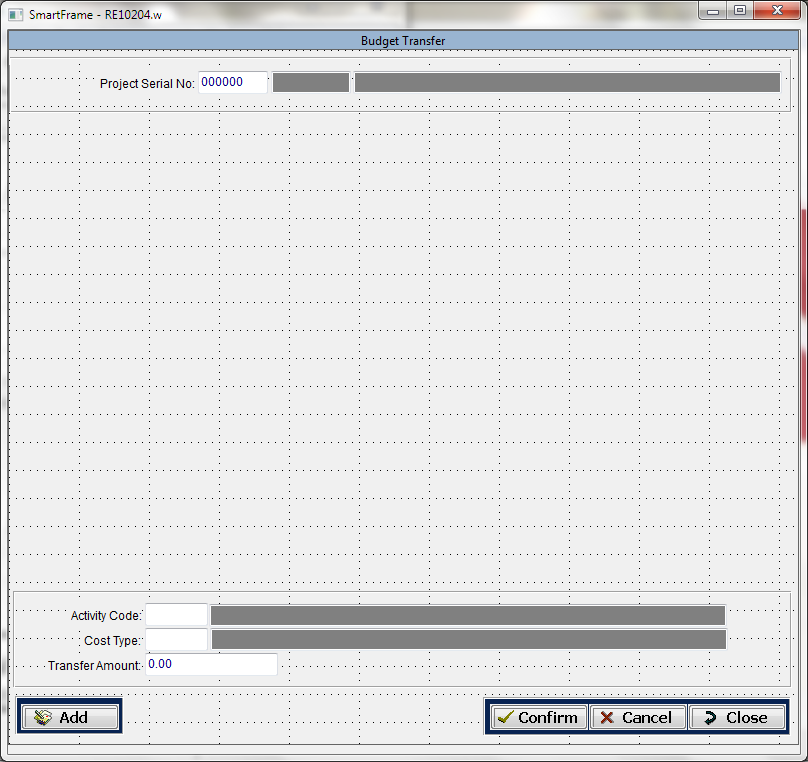 SmartFrame - RE10204.w
Budget Transfer
Project Serial No: 000000
Activity Code:
Cost Type:
Transfer Amount: 0.00
Add Confirm Cancel Close